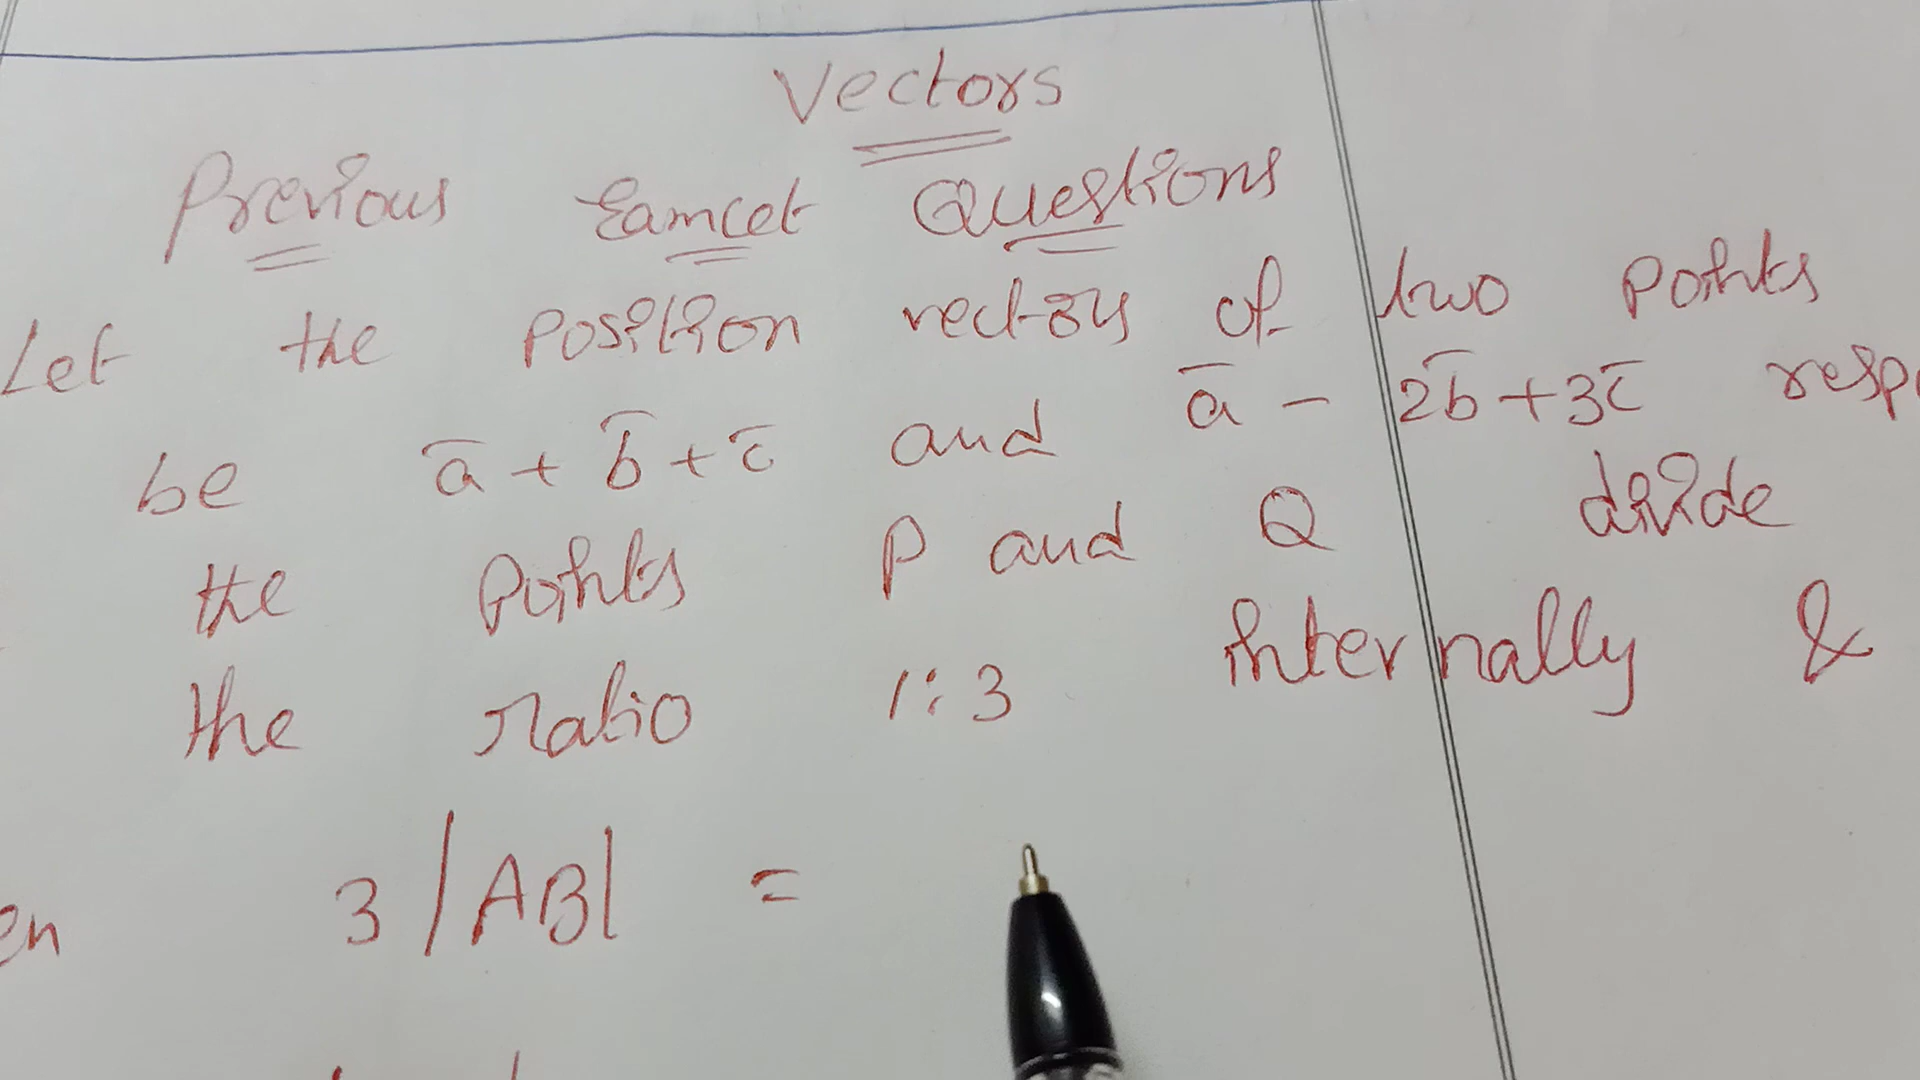 Vectors
Previous Eamcet Questions
Let the position vectors of two points
be a̅ + b̅ + c̅ and a̅ - 2b̅ + 3c̅ resp
the Points P and Q divide
the ratio 1:3 internally &
3 |AB| =